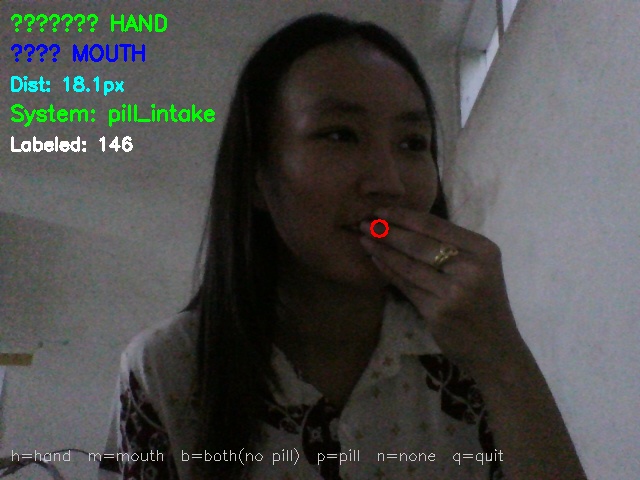 ??????? HAND
???? MOUTH
Dist: 18.1px
System: pill_intake
Labeled: 146
h=hand m=mouth b=both(no pill) p=pill n=none q=quit